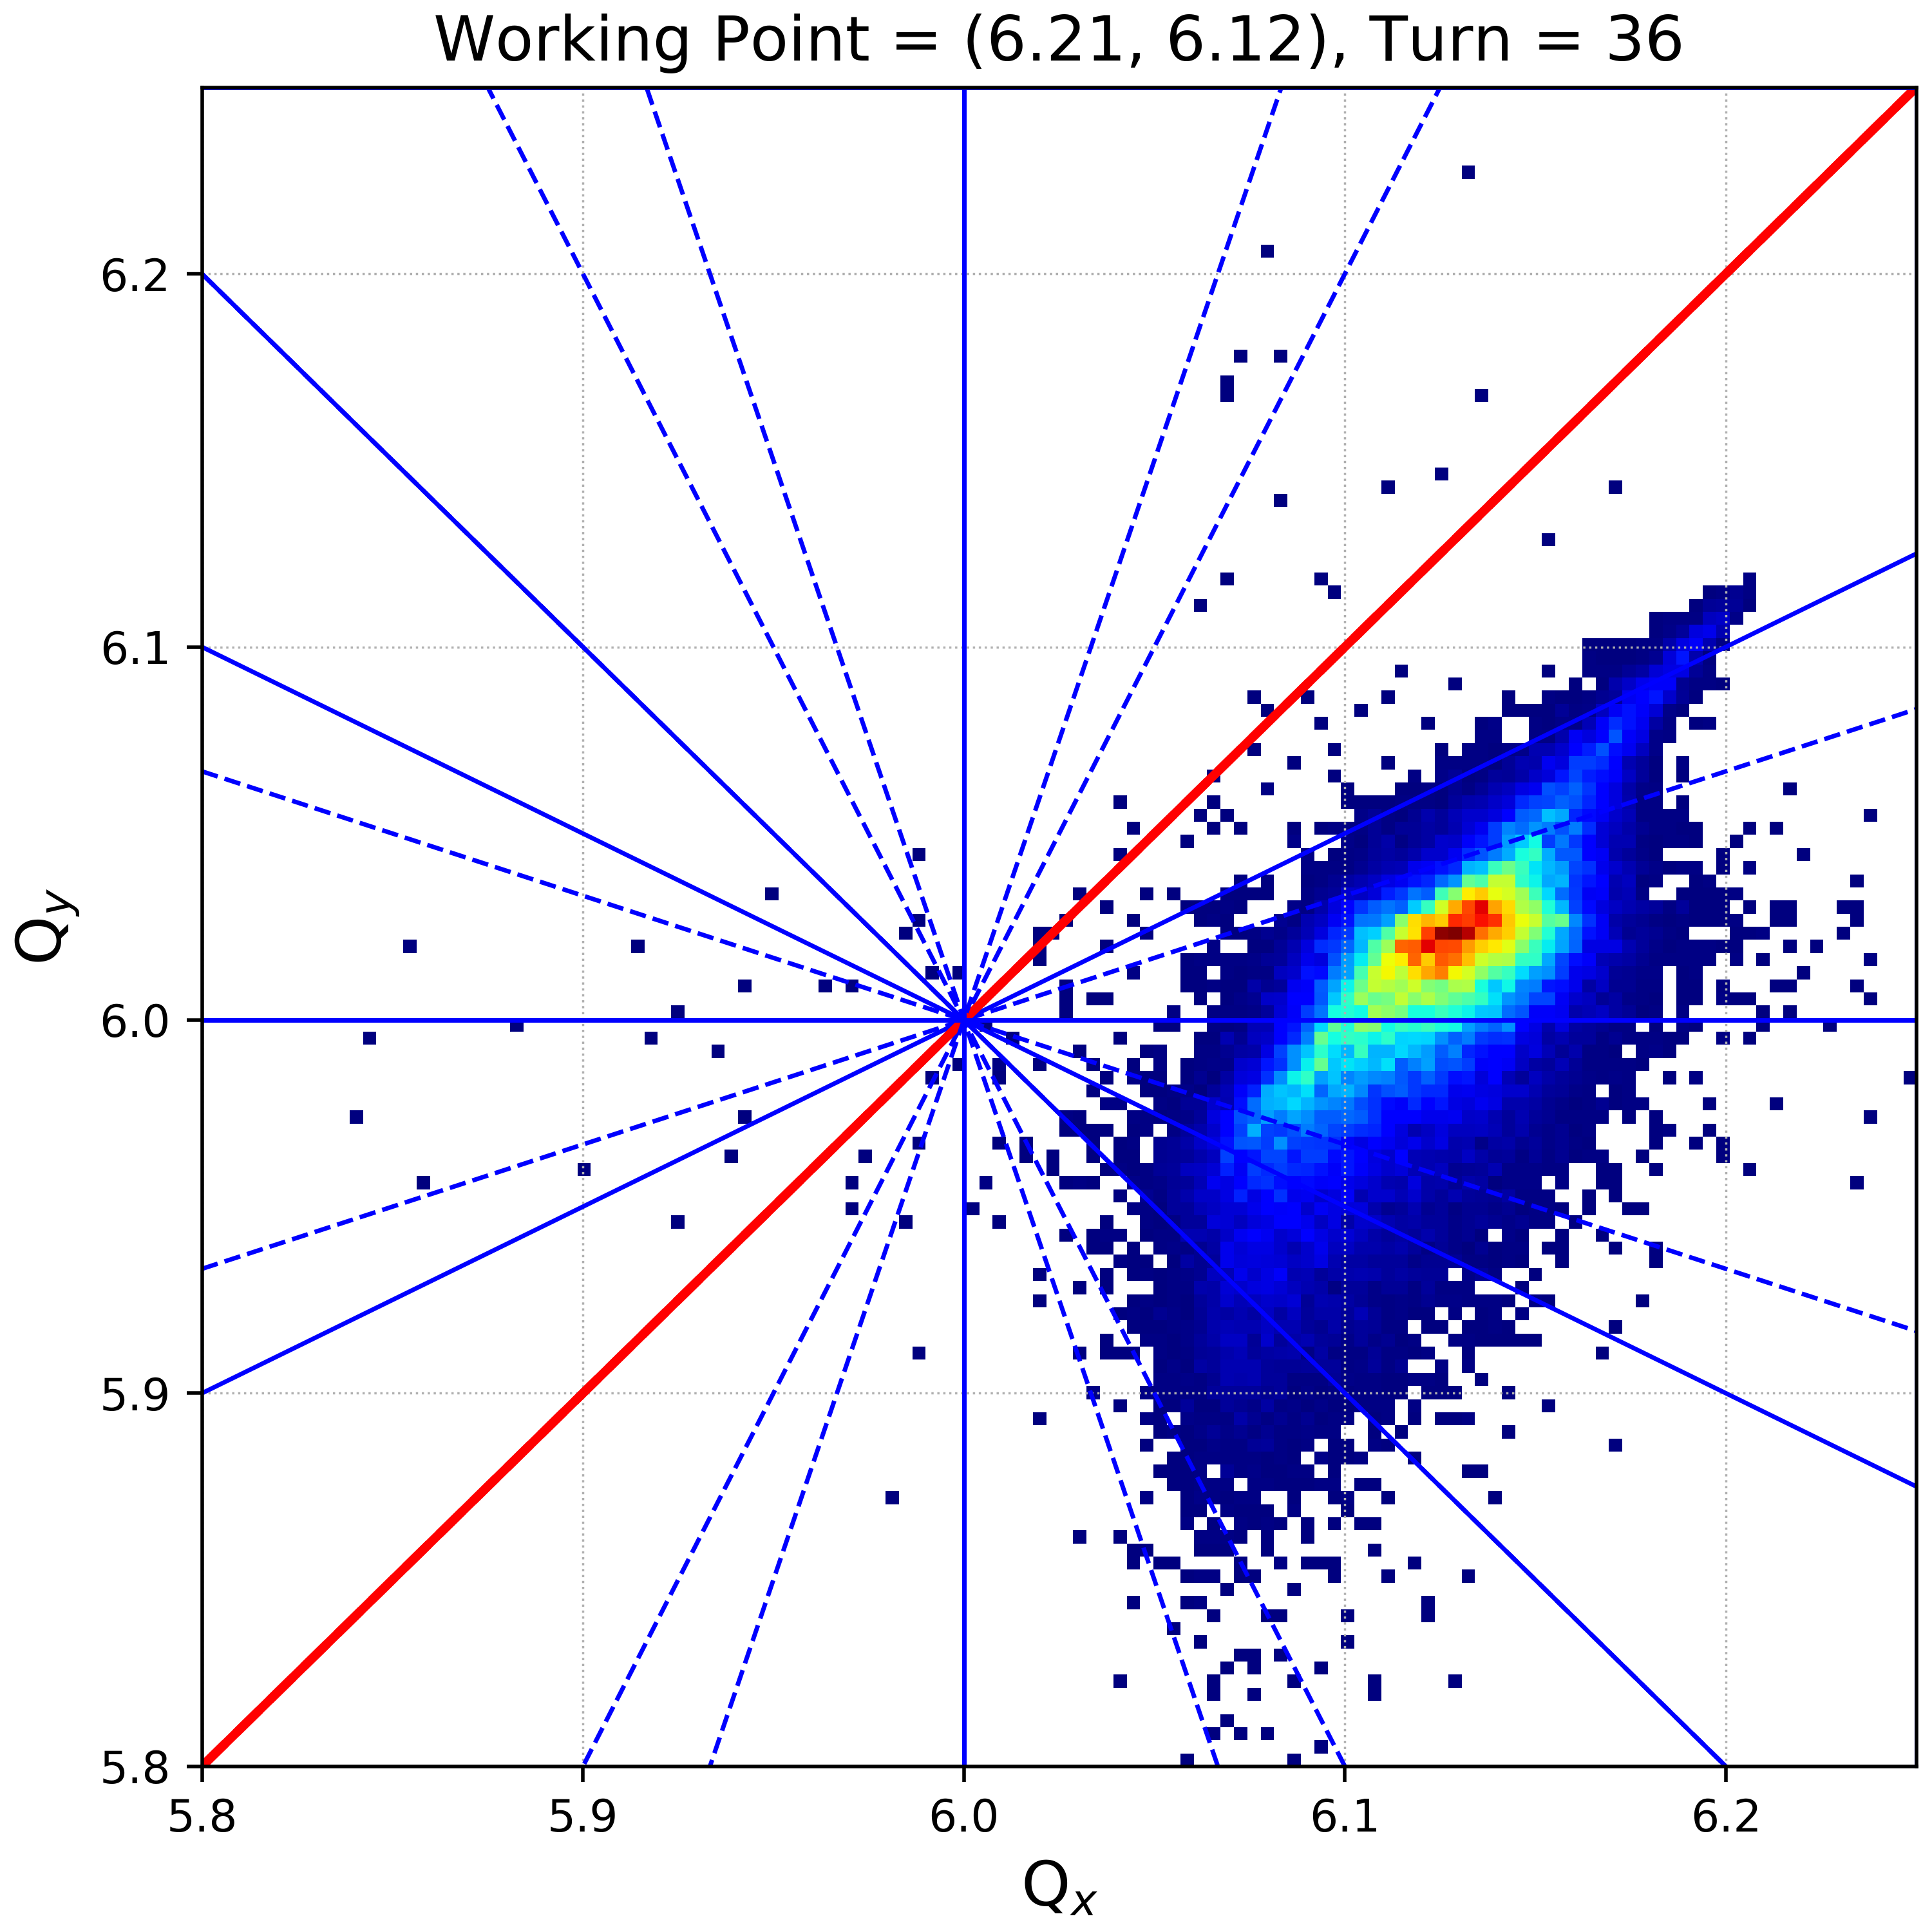 Working Point = (6.21, 6.12), Turn = 36
6.2
6.1
6.0
5.9
5.8
Qy
5.8 5.9 6.0 6.1 6.2
Qx